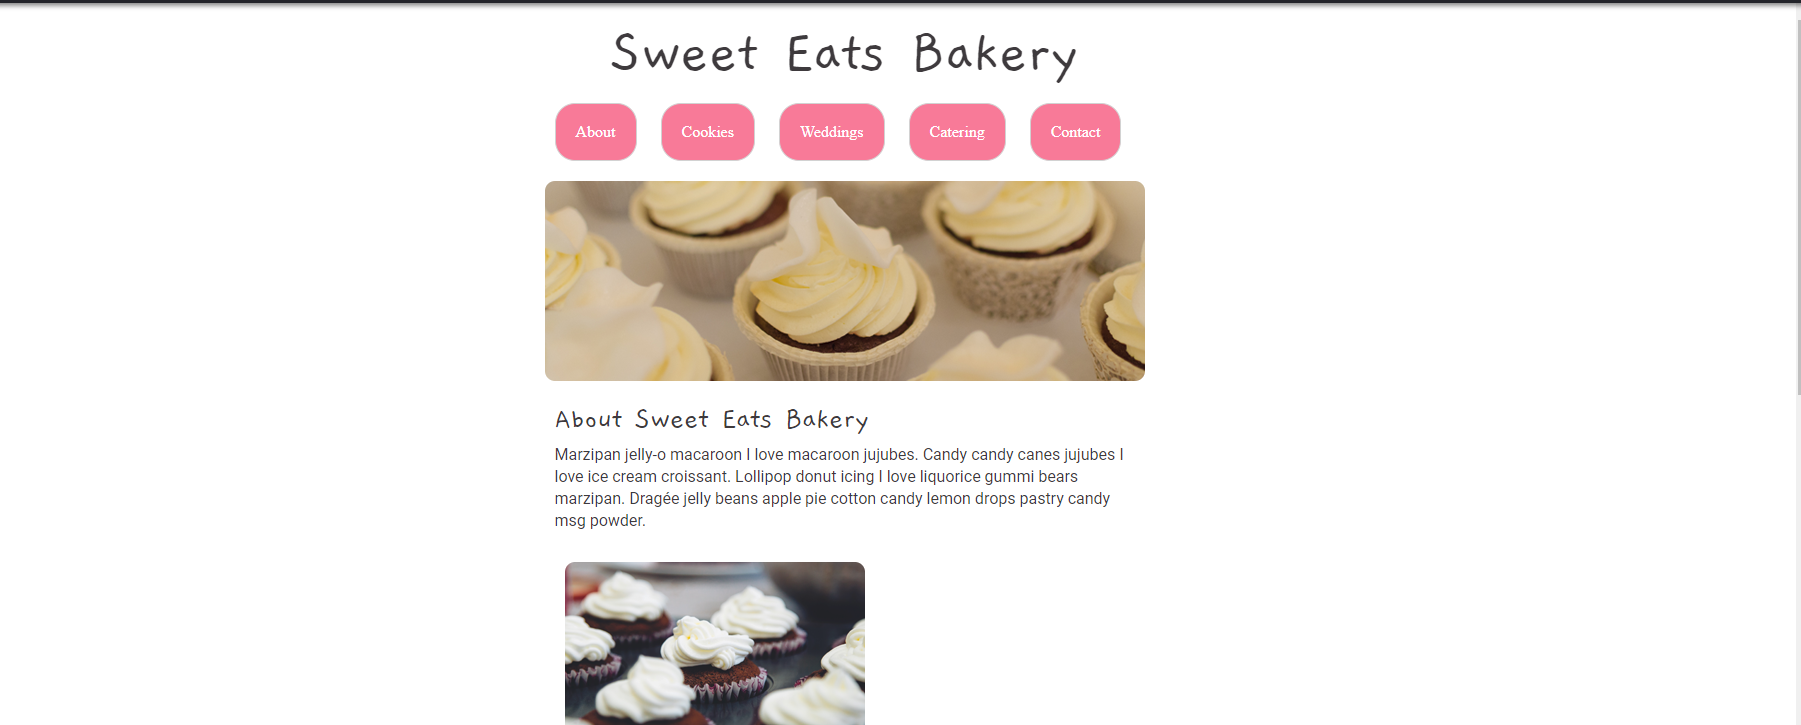 Sweet Eats Bakery
About Cookies Weddings Catering Contact
About Sweet Eats Bakery
Marzipan jelly-o macaroon I love macaroon jujubes. Candy candy canes jujubes I
love ice cream croissant. Lollipop donut icing I love liquorice gummi bears
marzipan. Dragée jelly beans apple pie cotton candy lemon drops pastry candy
msg powder.